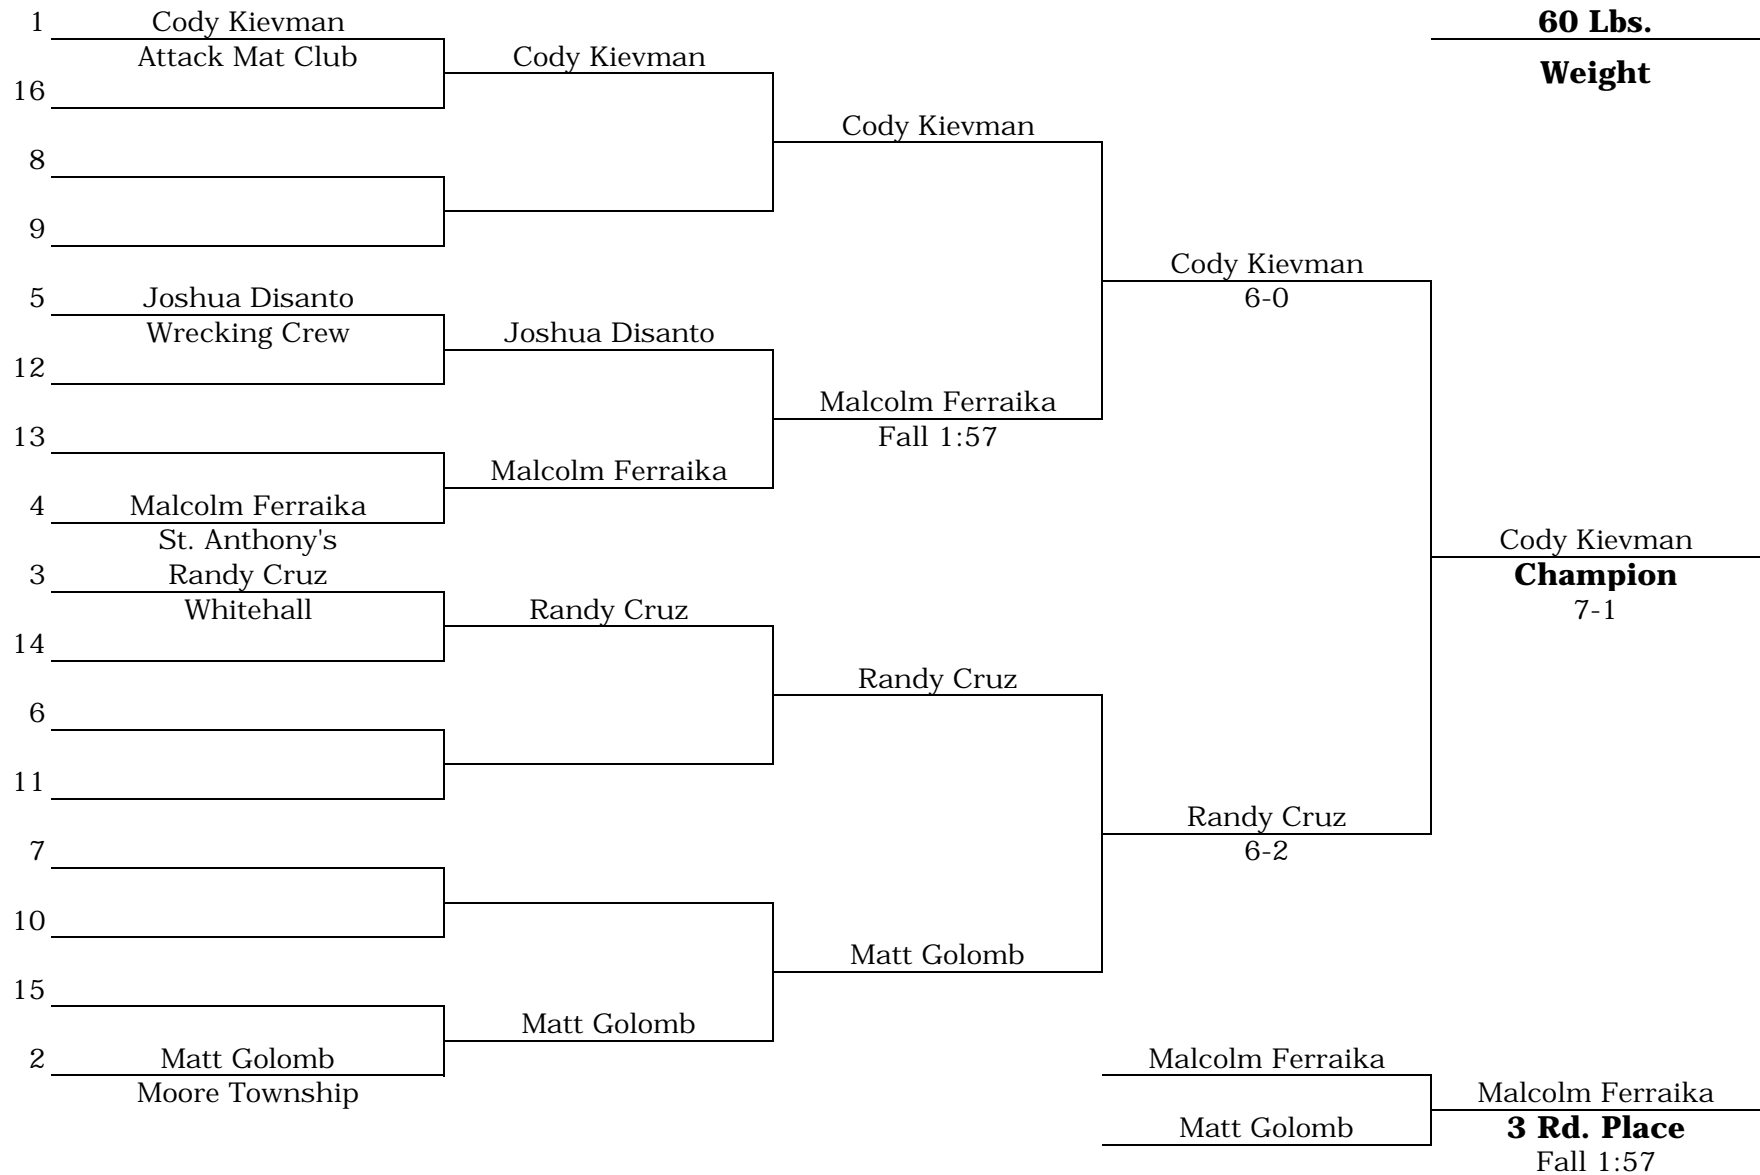 1 Cody Kievman
Attack Mat Club
16
8
9
5 Joshua Disanto
Wrecking Crew
12
13
4 Malcolm Ferraika
St. Anthony's
3 Randy Cruz
Whitehall
14
6
11
7
10
15
2 Matt Golomb
Moore Township
Cody Kievman
Joshua Disanto
Malcolm Ferraika
Randy Cruz
Matt Golomb
Cody Kievman
Malcolm Ferraika
Fall 1:57
Randy Cruz
Matt Golomb
Cody Kievman
6-0
Randy Cruz
6-2
Malcolm Ferraika
Matt Golomb
60 Lbs.
Weight
Cody Kievman
Champion
7-1
Malcolm Ferraika
3 Rd. Place
Fall 1:57